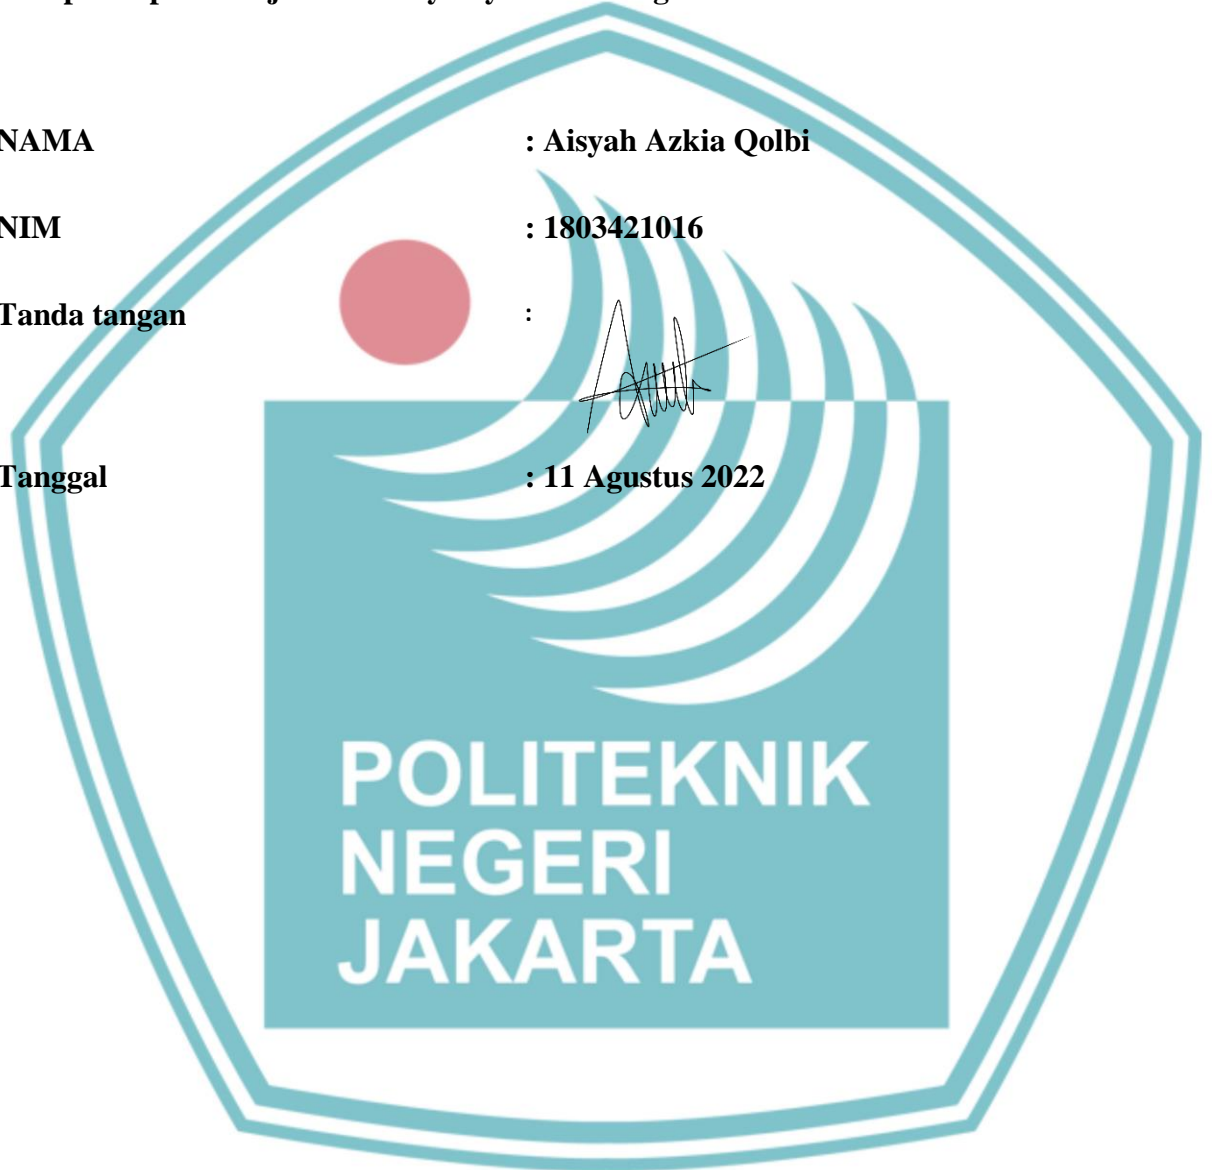 NAMA : Aisyah Azkia Qolbi
NIM : 1803421016
Tanda tangan :
Tanggal : 11 Agustus 2022
POLITEKNIK
NEGERI
JAKARTA